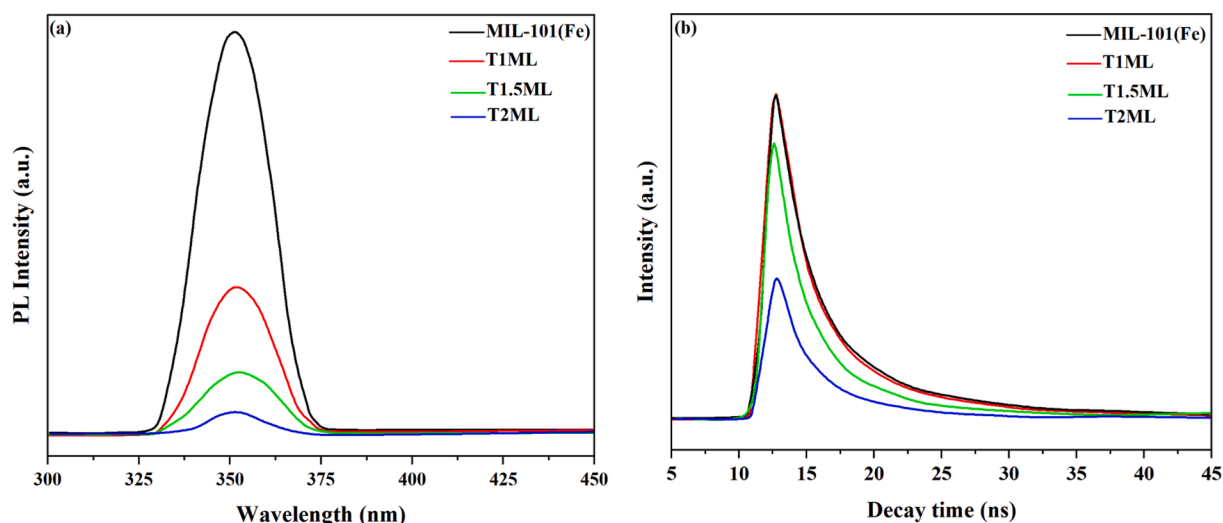 (a)
MIL-101(Fe)
T1ML
T1.5ML
T2ML
PL Intensity (a.u.)
300 325 350 375 400 425 450
Wavelength (nm)
(b)
MIL-101(Fe)
T1ML
T1.5ML
T2ML
Intensity (a.u.)
5 10 15 20 25 30 35 40 45
Decay time (ns)